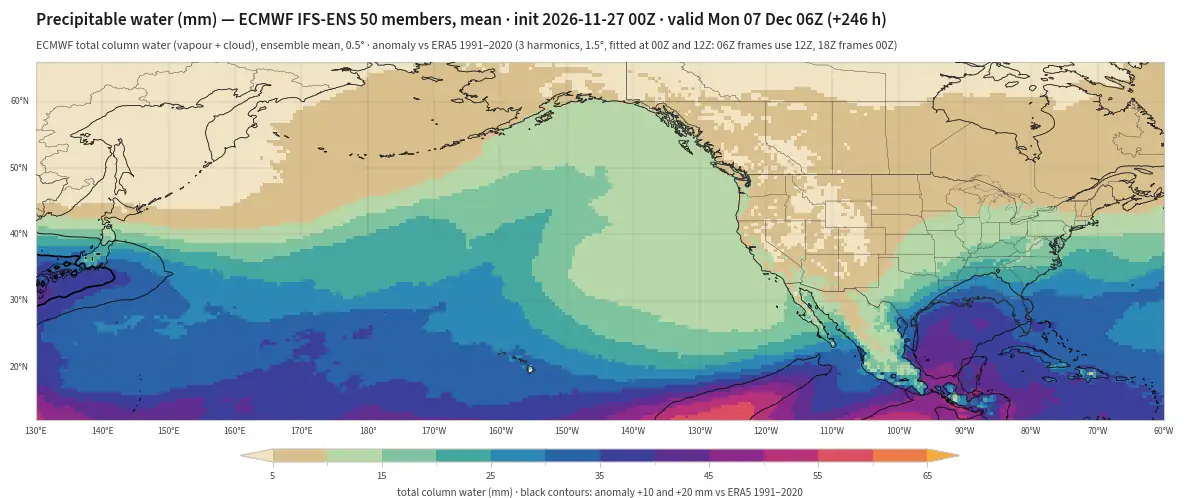 Precipitable water (mm) — ECMWF IFS-ENS 50 members, mean · init 2026-11-27 00Z · valid Mon 07 Dec 06Z (+246 h)
ECMWF total column water (vapour + cloud), ensemble mean, 0.5° · anomaly vs ERA5 1991–2020 (3 harmonics, 1.5°, fitted at 00Z and 12Z: 06Z frames use 12Z, 18Z frames 00Z)
60°N
50°N
40°N
30°N
20°N
130°E 140°E 150°E 160°E 170°E 180° 170°W 160°W 150°W 140°W 130°W 120°W 110°W 100°W 90°W 80°W 70°W 60°W
5 15 25 35 45 55 65
total column water (mm) · black contours: anomaly +10 and +20 mm vs ERA5 1991–2020